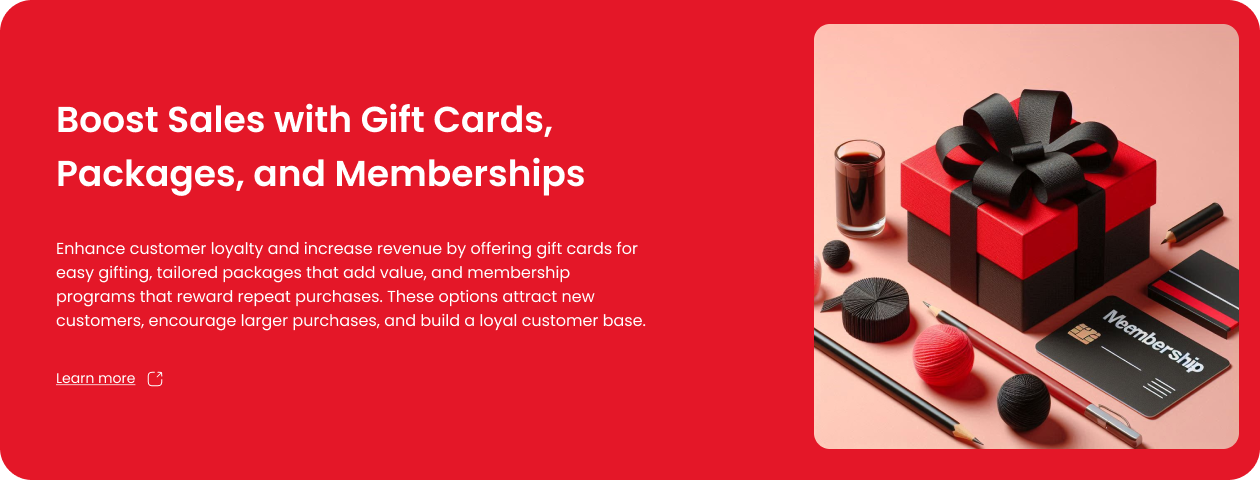 Boost Sales with Gift Cards,
Packages, and Memberships
Enhance customer loyalty and increase revenue by offering gift cards for
easy gifting, tailored packages that add value, and membership
programs that reward repeat purchases. These options attract new
customers, encourage larger purchases, and build a loyal customer base.
Learn more
Meembership